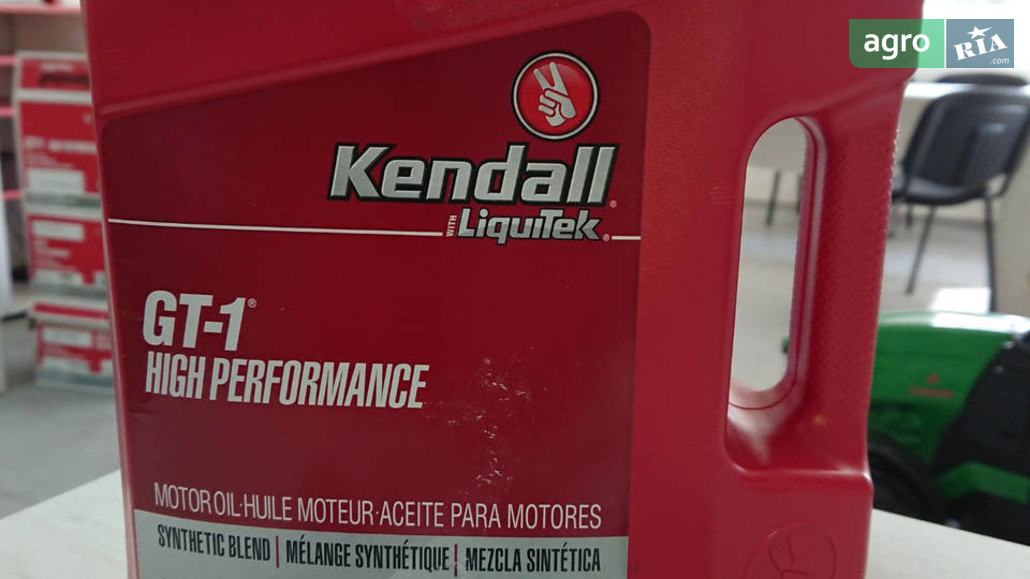 agro RIA
.com
Kendall®
WITH LiquiTek®
GT-1®
HIGH PERFORMANCE
MOTOR OIL·HUILE MOTEUR·ACEITE PARA MOTORES
SYNTHETIC BLEND | MÉLANGE SYNTHÉTIQUE | MEZCLA SINTÉTICA